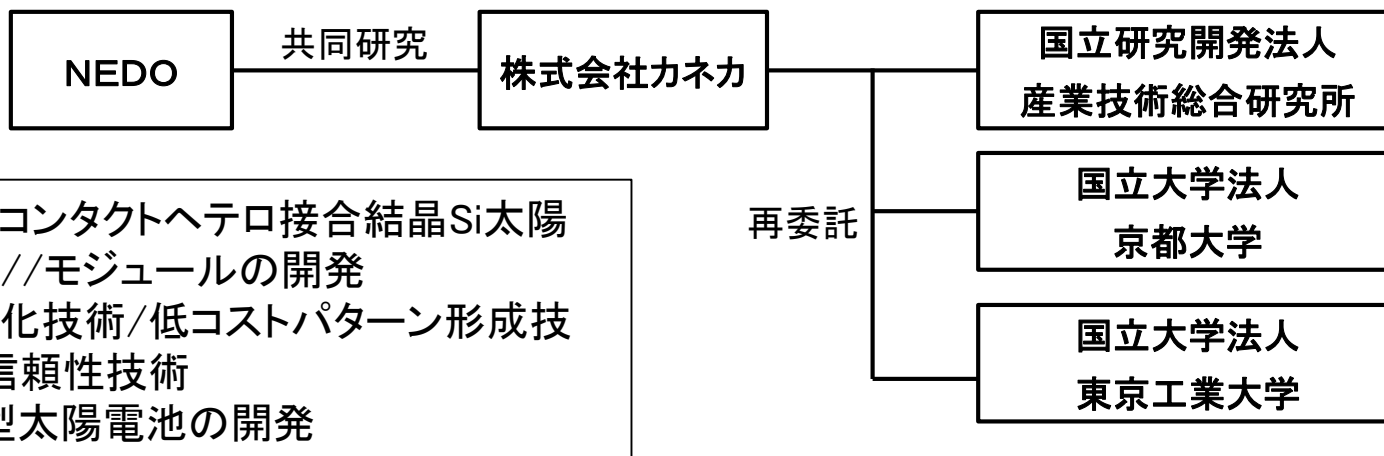 NEDO
共同研究
株式会社カネカ
国立研究開発法人
産業技術総合研究所
再委託
国立大学法人
京都大学
国立大学法人
東京工業大学
コンタクトヘテロ接合結晶Si太陽
//モジュールの開発
化技術/低コストパターン形成技
信頼性技術
型太陽電池の開発